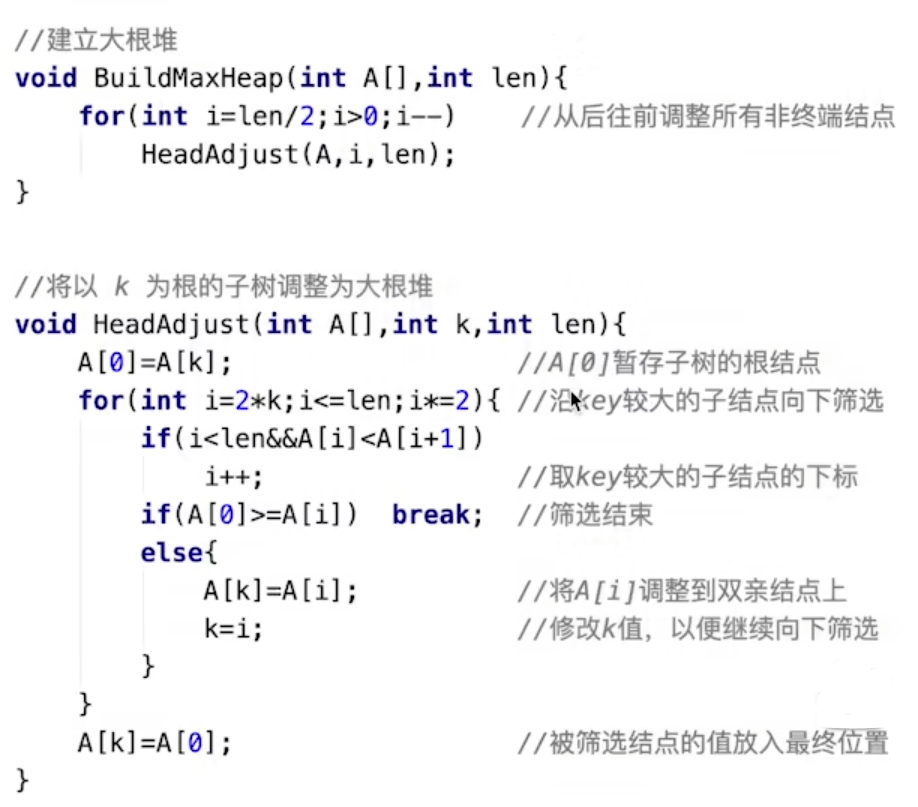 //建立大根堆
void BuildMaxHeap(int A[],int len){
    for(int i=len/2;i>0;i--)    //从后往前调整所有非终端结点
        HeadAdjust(A,i,len);
}
//将以 k 为根的子树调整为大根堆
void HeadAdjust(int A[],int k,int len){
    A[0]=A[k];                  //A[0]暂存子树的根结点
    for(int i=2*k;i<=len;i*=2){ //沿key较大的子结点向下筛选
        if(i<len&&A[i]<A[i+1])
            i++;                //取key较大的子结点的下标
        if(A[0]>=A[i])  break;  //筛选结束
        else{
            A[k]=A[i];          //将A[i]调整到双亲结点上
            k=i;                //修改k值，以便继续向下筛选
        }
    }
    A[k]=A[0];                  //被筛选结点的值放入最终位置
}